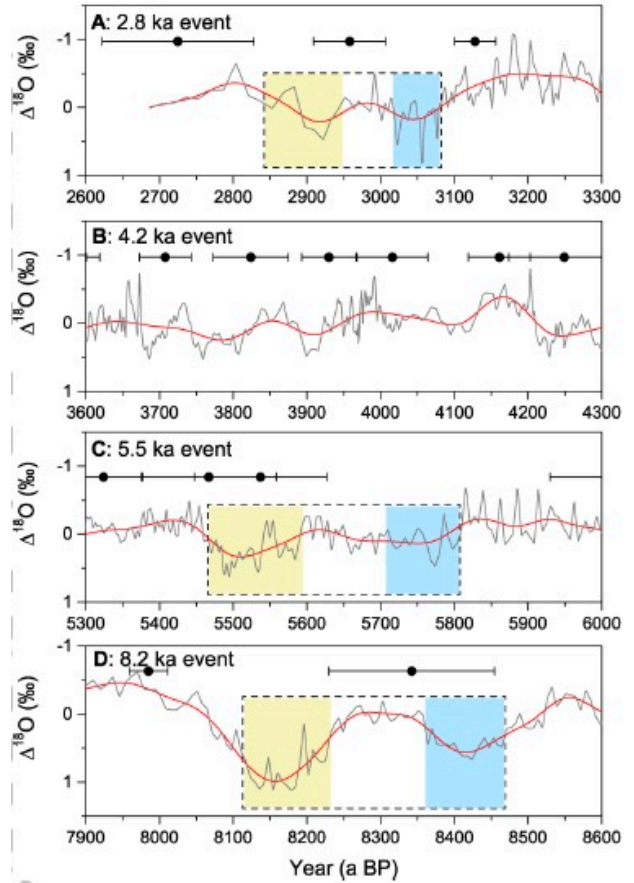 A: 2.8 ka event
-1
0
1
Δ¹⁸O (‰)
2600 2700 2800 2900 3000 3100 3200 3300
B: 4.2 ka event
-1
0
1
Δ¹⁸O (‰)
3600 3700 3800 3900 4000 4100 4200 4300
C: 5.5 ka event
-1
0
1
Δ¹⁸O (‰)
5300 5400 5500 5600 5700 5800 5900 6000
D: 8.2 ka event
-1
0
1
Δ¹⁸O (‰)
7900 8000 8100 8200 8300 8400 8500 8600
Year (a BP)